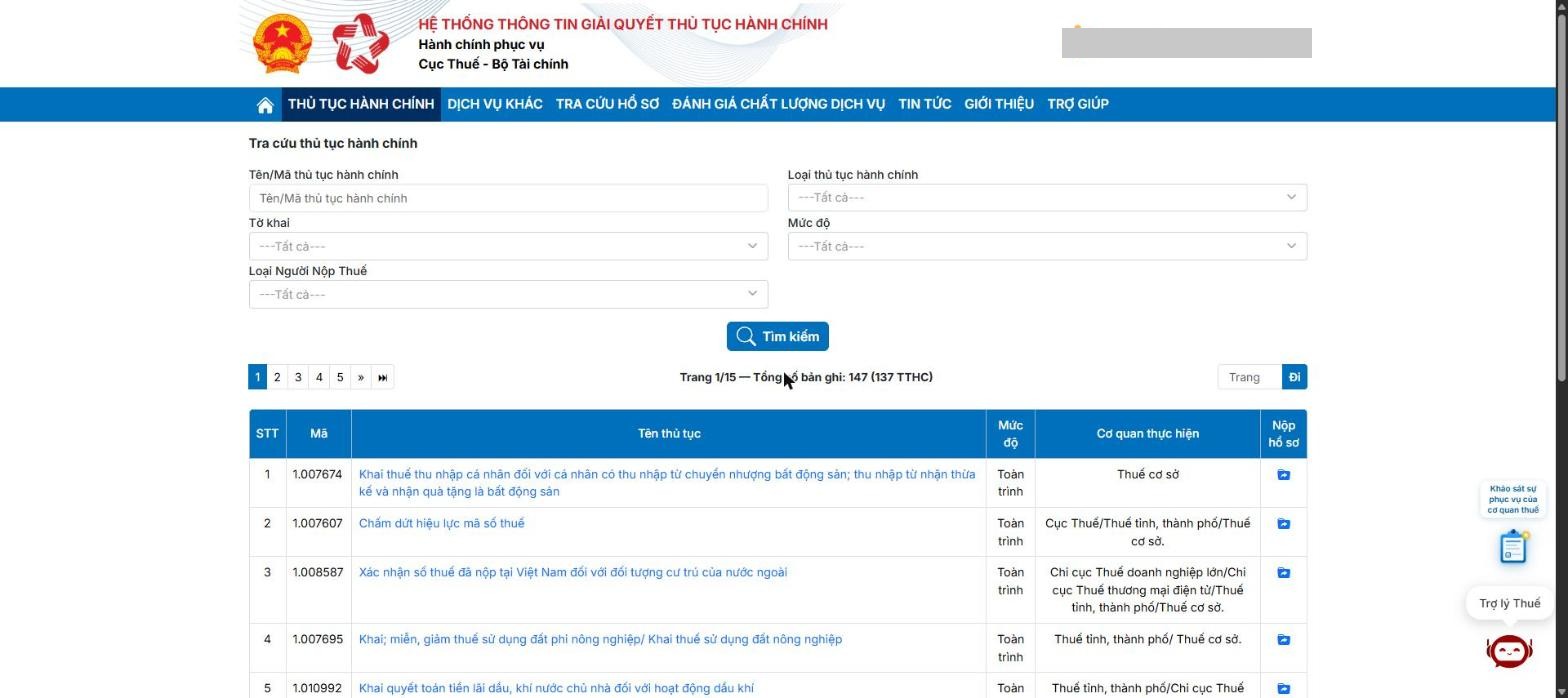 HỆ THỐNG THÔNG TIN GIẢI QUYẾT THỦ TỤC HÀNH CHÍNH
Hành chính phục vụ
Cục Thuế - Bộ Tài chính
THỦ TỤC HÀNH CHÍNH DỊCH VỤ KHÁC TRA CỨU HỒ SƠ ĐÁNH GIÁ CHẤT LƯỢNG DỊCH VỤ TIN TỨC GIỚI THIỆU TRỢ GIÚP
Tra cứu thủ tục hành chính
Tên/Mã thủ tục hành chính
Tên/Mã thủ tục hành chính
Loại thủ tục hành chính
---Tất cả---
Tờ khai
---Tất cả---
Mức độ
---Tất cả---
Loại Người Nộp Thuế
---Tất cả---
Tìm kiếm
1 2 3 4 5 »
Trang 1/15 — Tổng số bản ghi: 147 (137 TTHC)
Trang Đi
STT Mã Tên thủ tục Mức độ Cơ quan thực hiện Nộp hồ sơ
1 1.007674 Khai thuế thu nhập cá nhân đối với cá nhân có thu nhập từ chuyển nhượng bất động sản; thu nhập từ nhận thừa
kế và nhận quà tặng là bất động sản
Toàn
trình
Thuế cơ sở
2 1.007607 Chấm dứt hiệu lực mã số thuế
Toàn
trình
Cục Thuế/Thuế tỉnh, thành phố/Thuế
cơ sở.
3 1.008587 Xác nhận số thuế đã nộp tại Việt Nam đối với đối tượng cư trú của nước ngoài
Toàn
trình
Chi cục Thuế doanh nghiệp lớn/Chi
cục Thuế thương mại điện tử/Thuế
tỉnh, thành phố/Thuế cơ sở.
4 1.007695 Khai; miễn, giảm thuế sử dụng đất phi nông nghiệp/ Khai thuế sử dụng đất nông nghiệp
Toàn
trình
Thuế tỉnh, thành phố/ Thuế cơ sở.
5 1.010992 Khai quyết toán tiền lãi dầu, khí nước chủ nhà đối với hoạt động dầu khí
Toàn
Thuế tỉnh, thành phố/Chi cục Thuế
Khảo sát sự
phục vụ của
cơ quan thuế
Trợ lý Thuế